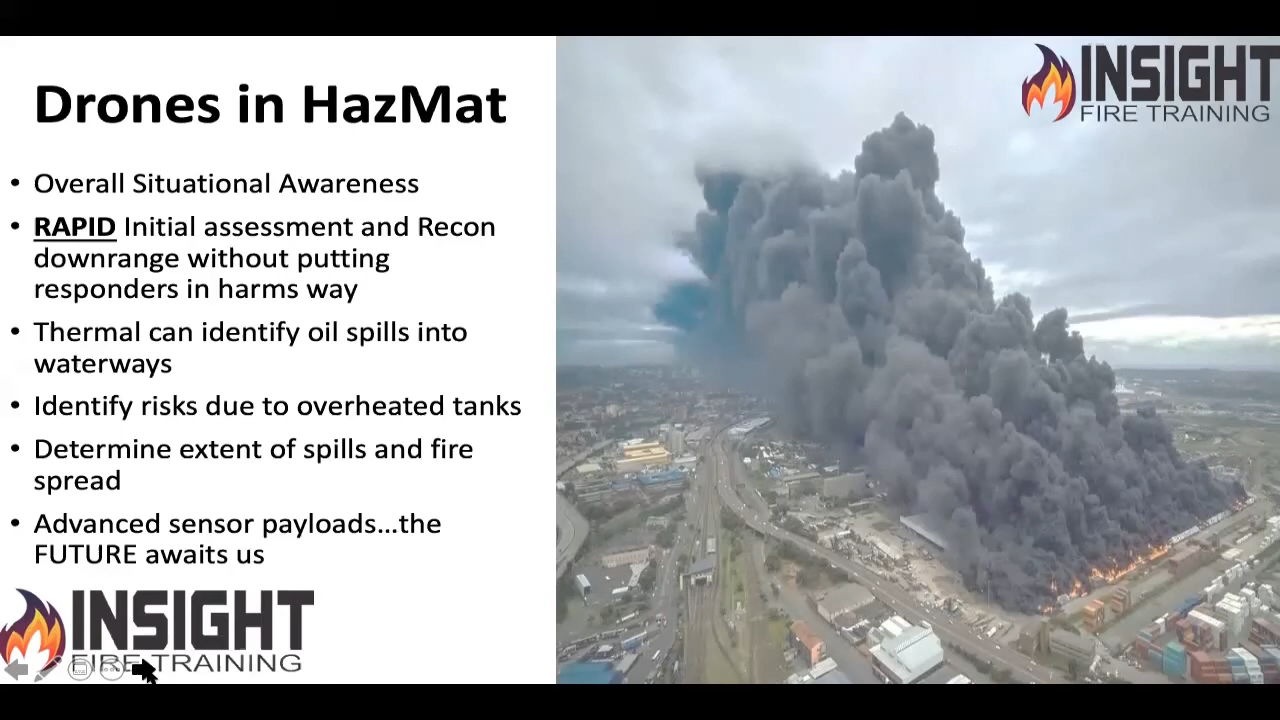 Drones in HazMat
• Overall Situational Awareness
• RAPID Initial assessment and Recon
downrange without putting
responders in harms way
• Thermal can identify oil spills into
waterways
• Identify risks due to overheated tanks
• Determine extent of spills and fire
spread
• Advanced sensor payloads...the
FUTURE awaits us
INSIGHT
FIRE TRAINING
INSIGHT
FIRE TRAINING